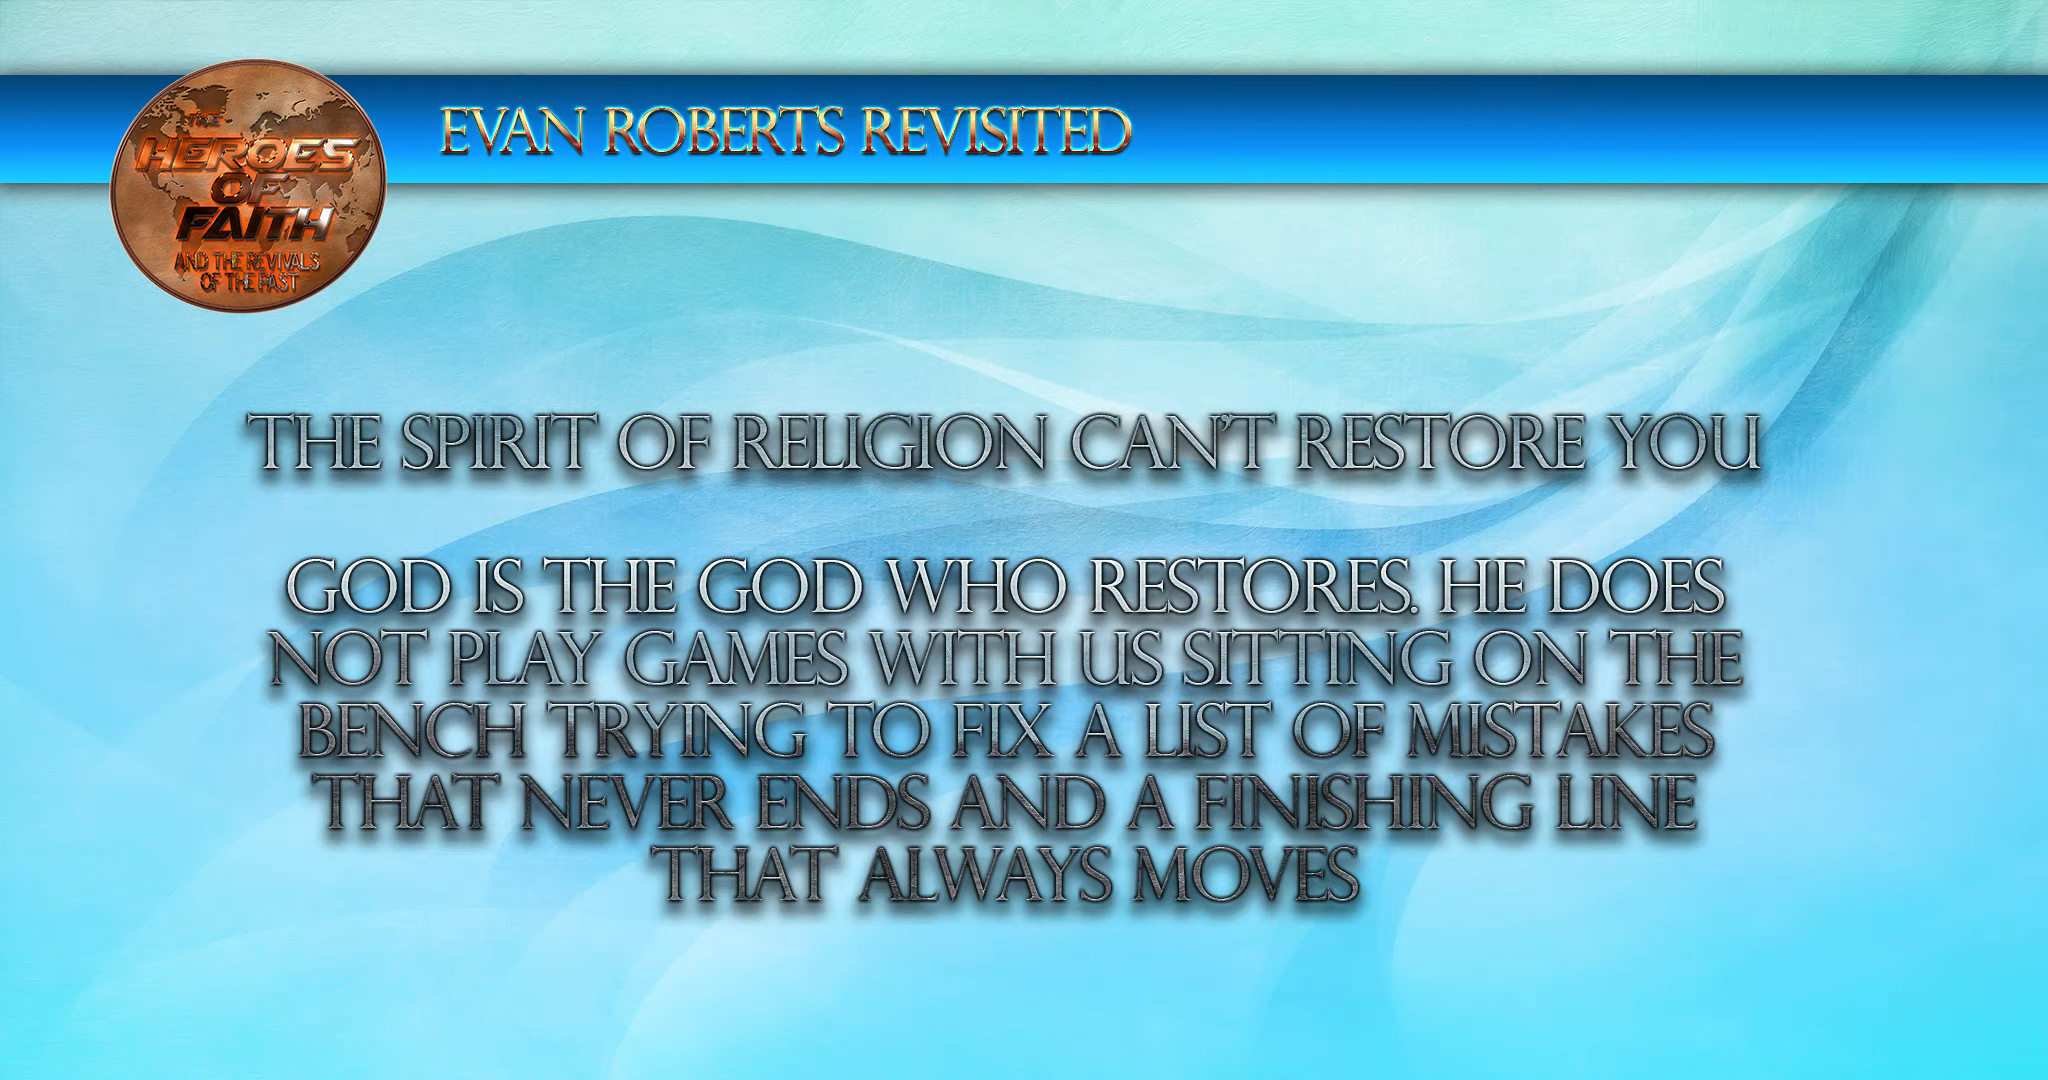 THE
HEROES
OF
FAITH
AND THE REVIVALS
OF THE PAST
EVAN ROBERTS REVISITED
THE SPIRIT OF RELIGION CAN'T RESTORE YOU
GOD IS THE GOD WHO RESTORES. HE DOES
NOT PLAY GAMES WITH US SITTING ON THE
BENCH TRYING TO FIX A LIST OF MISTAKES
THAT NEVER ENDS AND A FINISHING LINE
THAT ALWAYS MOVES